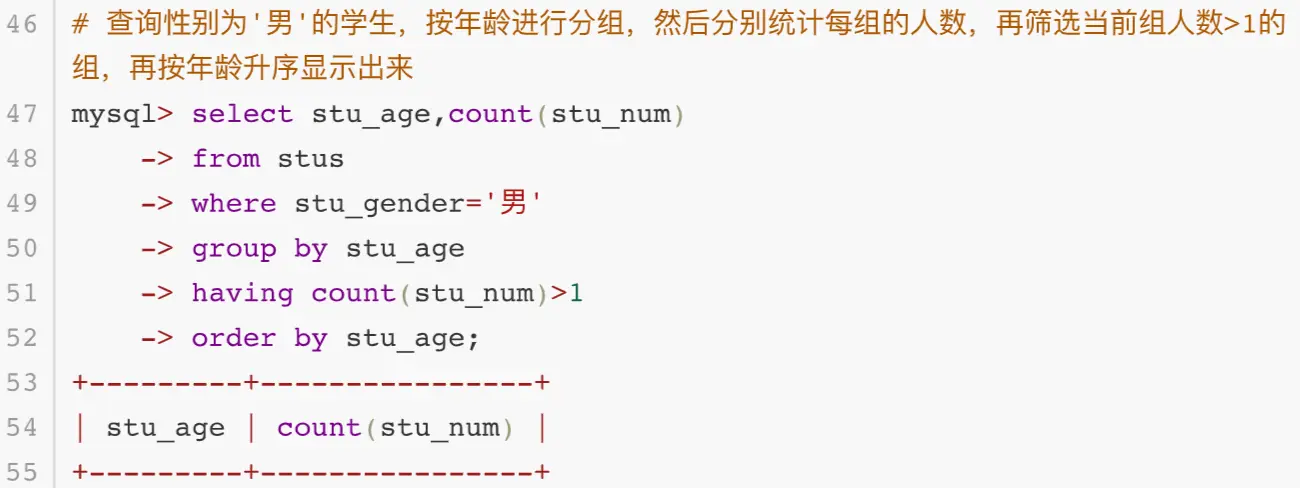 46 # 查询性别为'男'的学生，按年龄进行分组，然后分别统计每组的人数，再筛选当前组人数>1的
组，再按年龄升序显示出来
47 mysql> select stu_age,count(stu_num)
48     -> from stus
49     -> where stu_gender='男'
50     -> group by stu_age
51     -> having count(stu_num)>1
52     -> order by stu_age;
53 +---------+----------------+
54 | stu_age | count(stu_num) |
55 +---------+----------------+